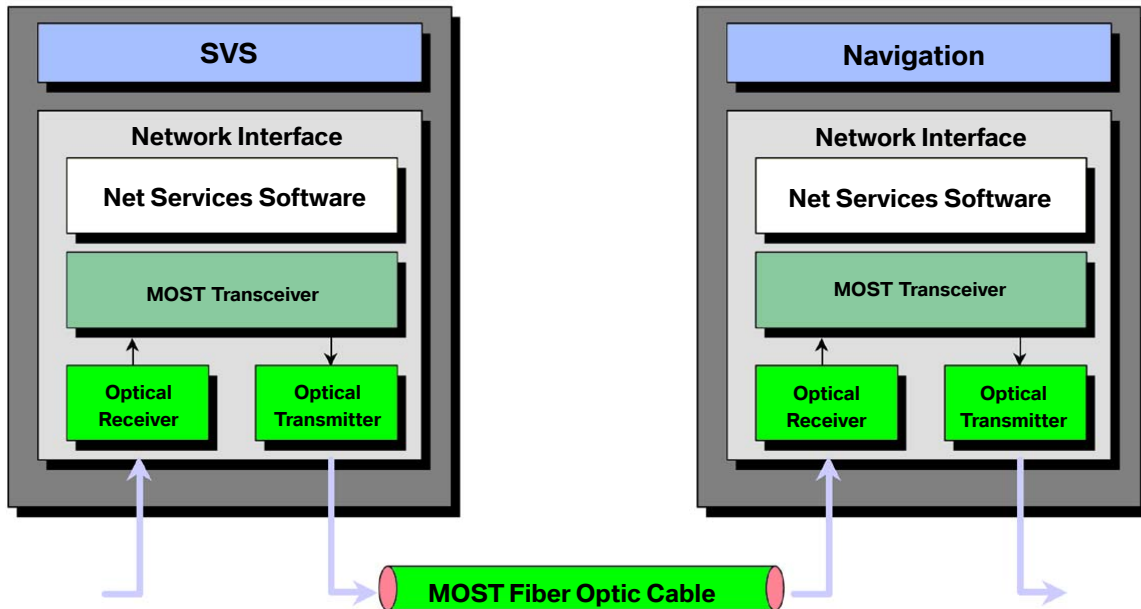 SVS
Network Interface
Net Services Software
MOST Transceiver
Optical
Receiver
Optical
Transmitter
Navigation
Network Interface
Net Services Software
MOST Transceiver
Optical
Receiver
Optical
Transmitter
MOST Fiber Optic Cable